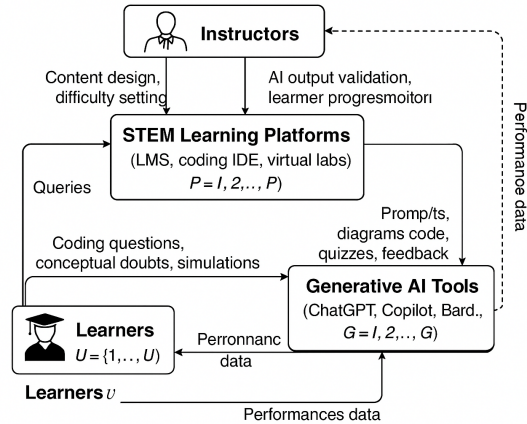 Instructors
Content design,
difficulty setting
AI output validation,
learmer progresmoitorı
STEM Learning Platforms
(LMS, coding IDE, virtual labs)
P = I, 2,.., P)
Queries
Performanoe data
Promp/ts,
diagrams code,
quizzes, feedback
Coding questions,
conceptual doubts, simulations
Generative AI Tools
(ChatGPT, Copilot, Bard.,
G = I, 2,.., G)
Learners
U = {1,.., U)
Perronnanc
data
Learners υ
Performances data